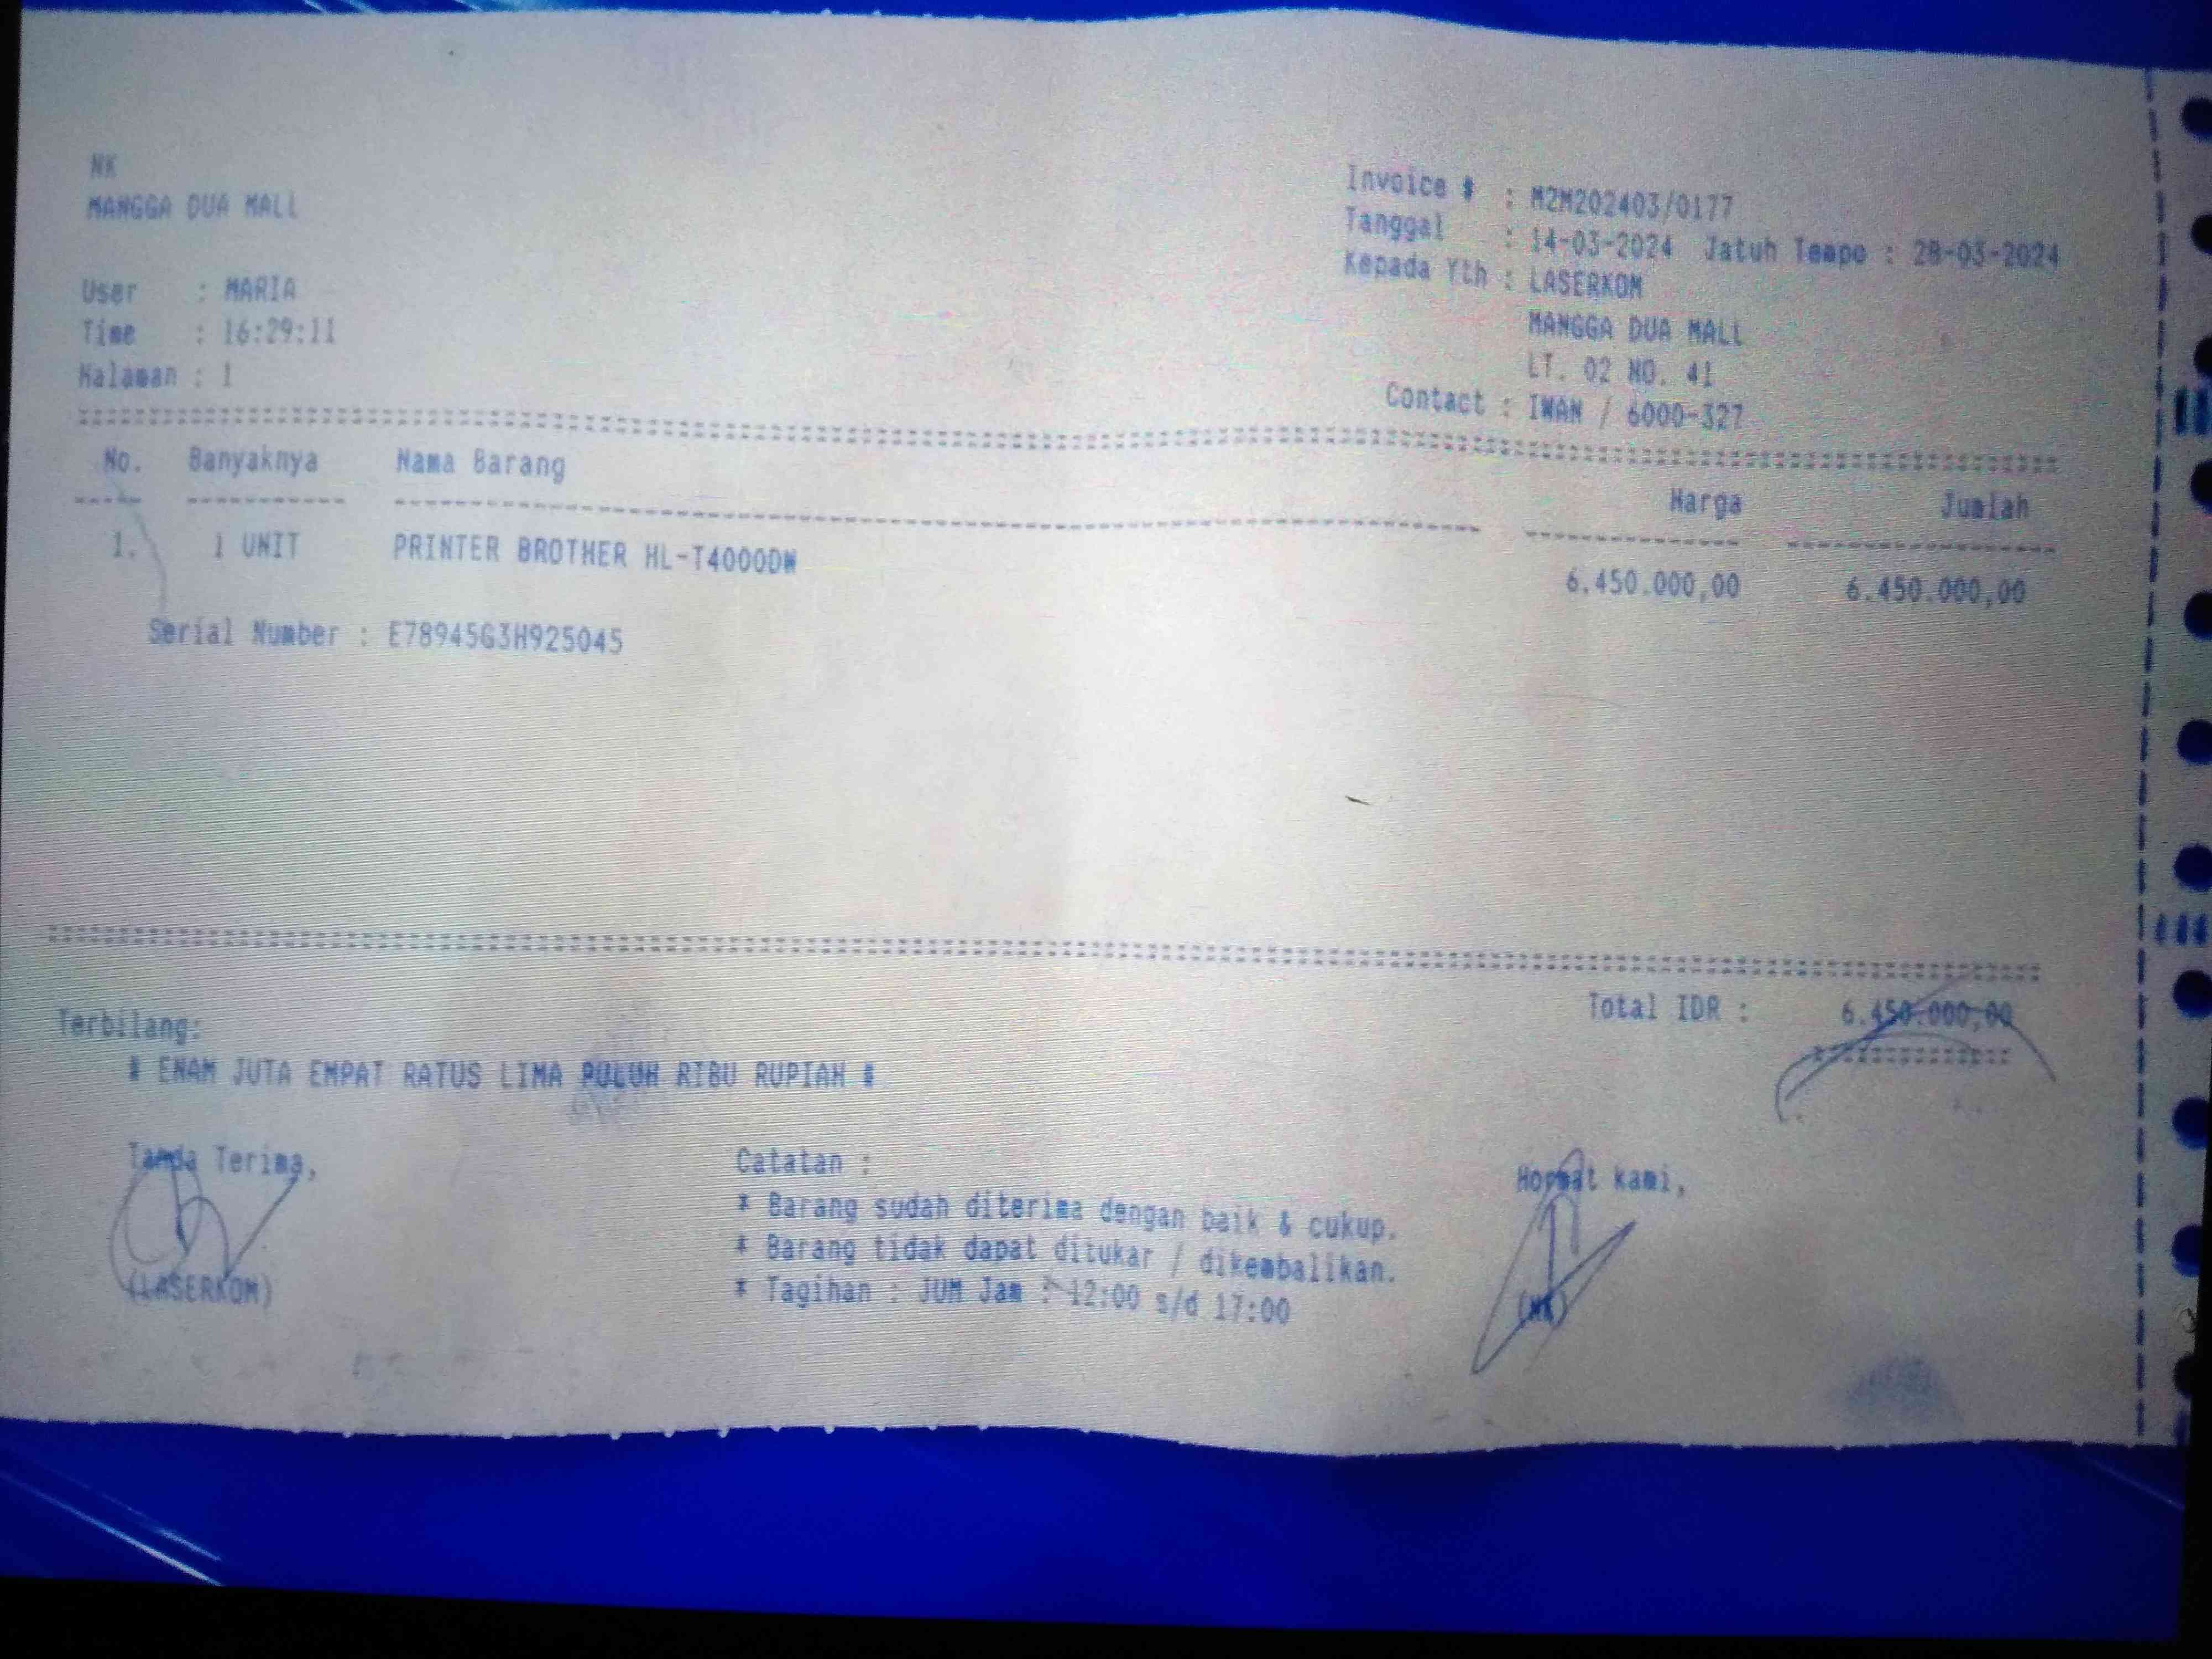 NK
MANGGA DUA MALL
User : MARIA
Time : 16:29:11
Halaman : 1
Invoice # : M2M202403/0177
Tanggal : 14-03-2024 Jatuh Tempo : 28-03-2024
Kepada Yth : LASERKOM
MANGGA DUA MALL
LT. 02 NO. 41
Contact : IWAN / 6000-327
No. Banyaknya Nama Barang Harga Jumlah
1. 1 UNIT PRINTER BROTHER HL-T4000DW 6.450.000,00 6.450.000,00
Serial Number : E78945G3H925045
Total IDR : 6.450.000,00
Terbilang:
# ENAM JUTA EMPAT RATUS LIMA PULUH RIBU RUPIAH #
Tanda Terima,
(LASERKOM)
Catatan :
* Barang sudah diterima dengan baik & cukup.
* Barang tidak dapat ditukar / dikembalikan.
* Tagihan : JUM Jam : 12:00 s/d 17:00
Hormat kami,
(NK)